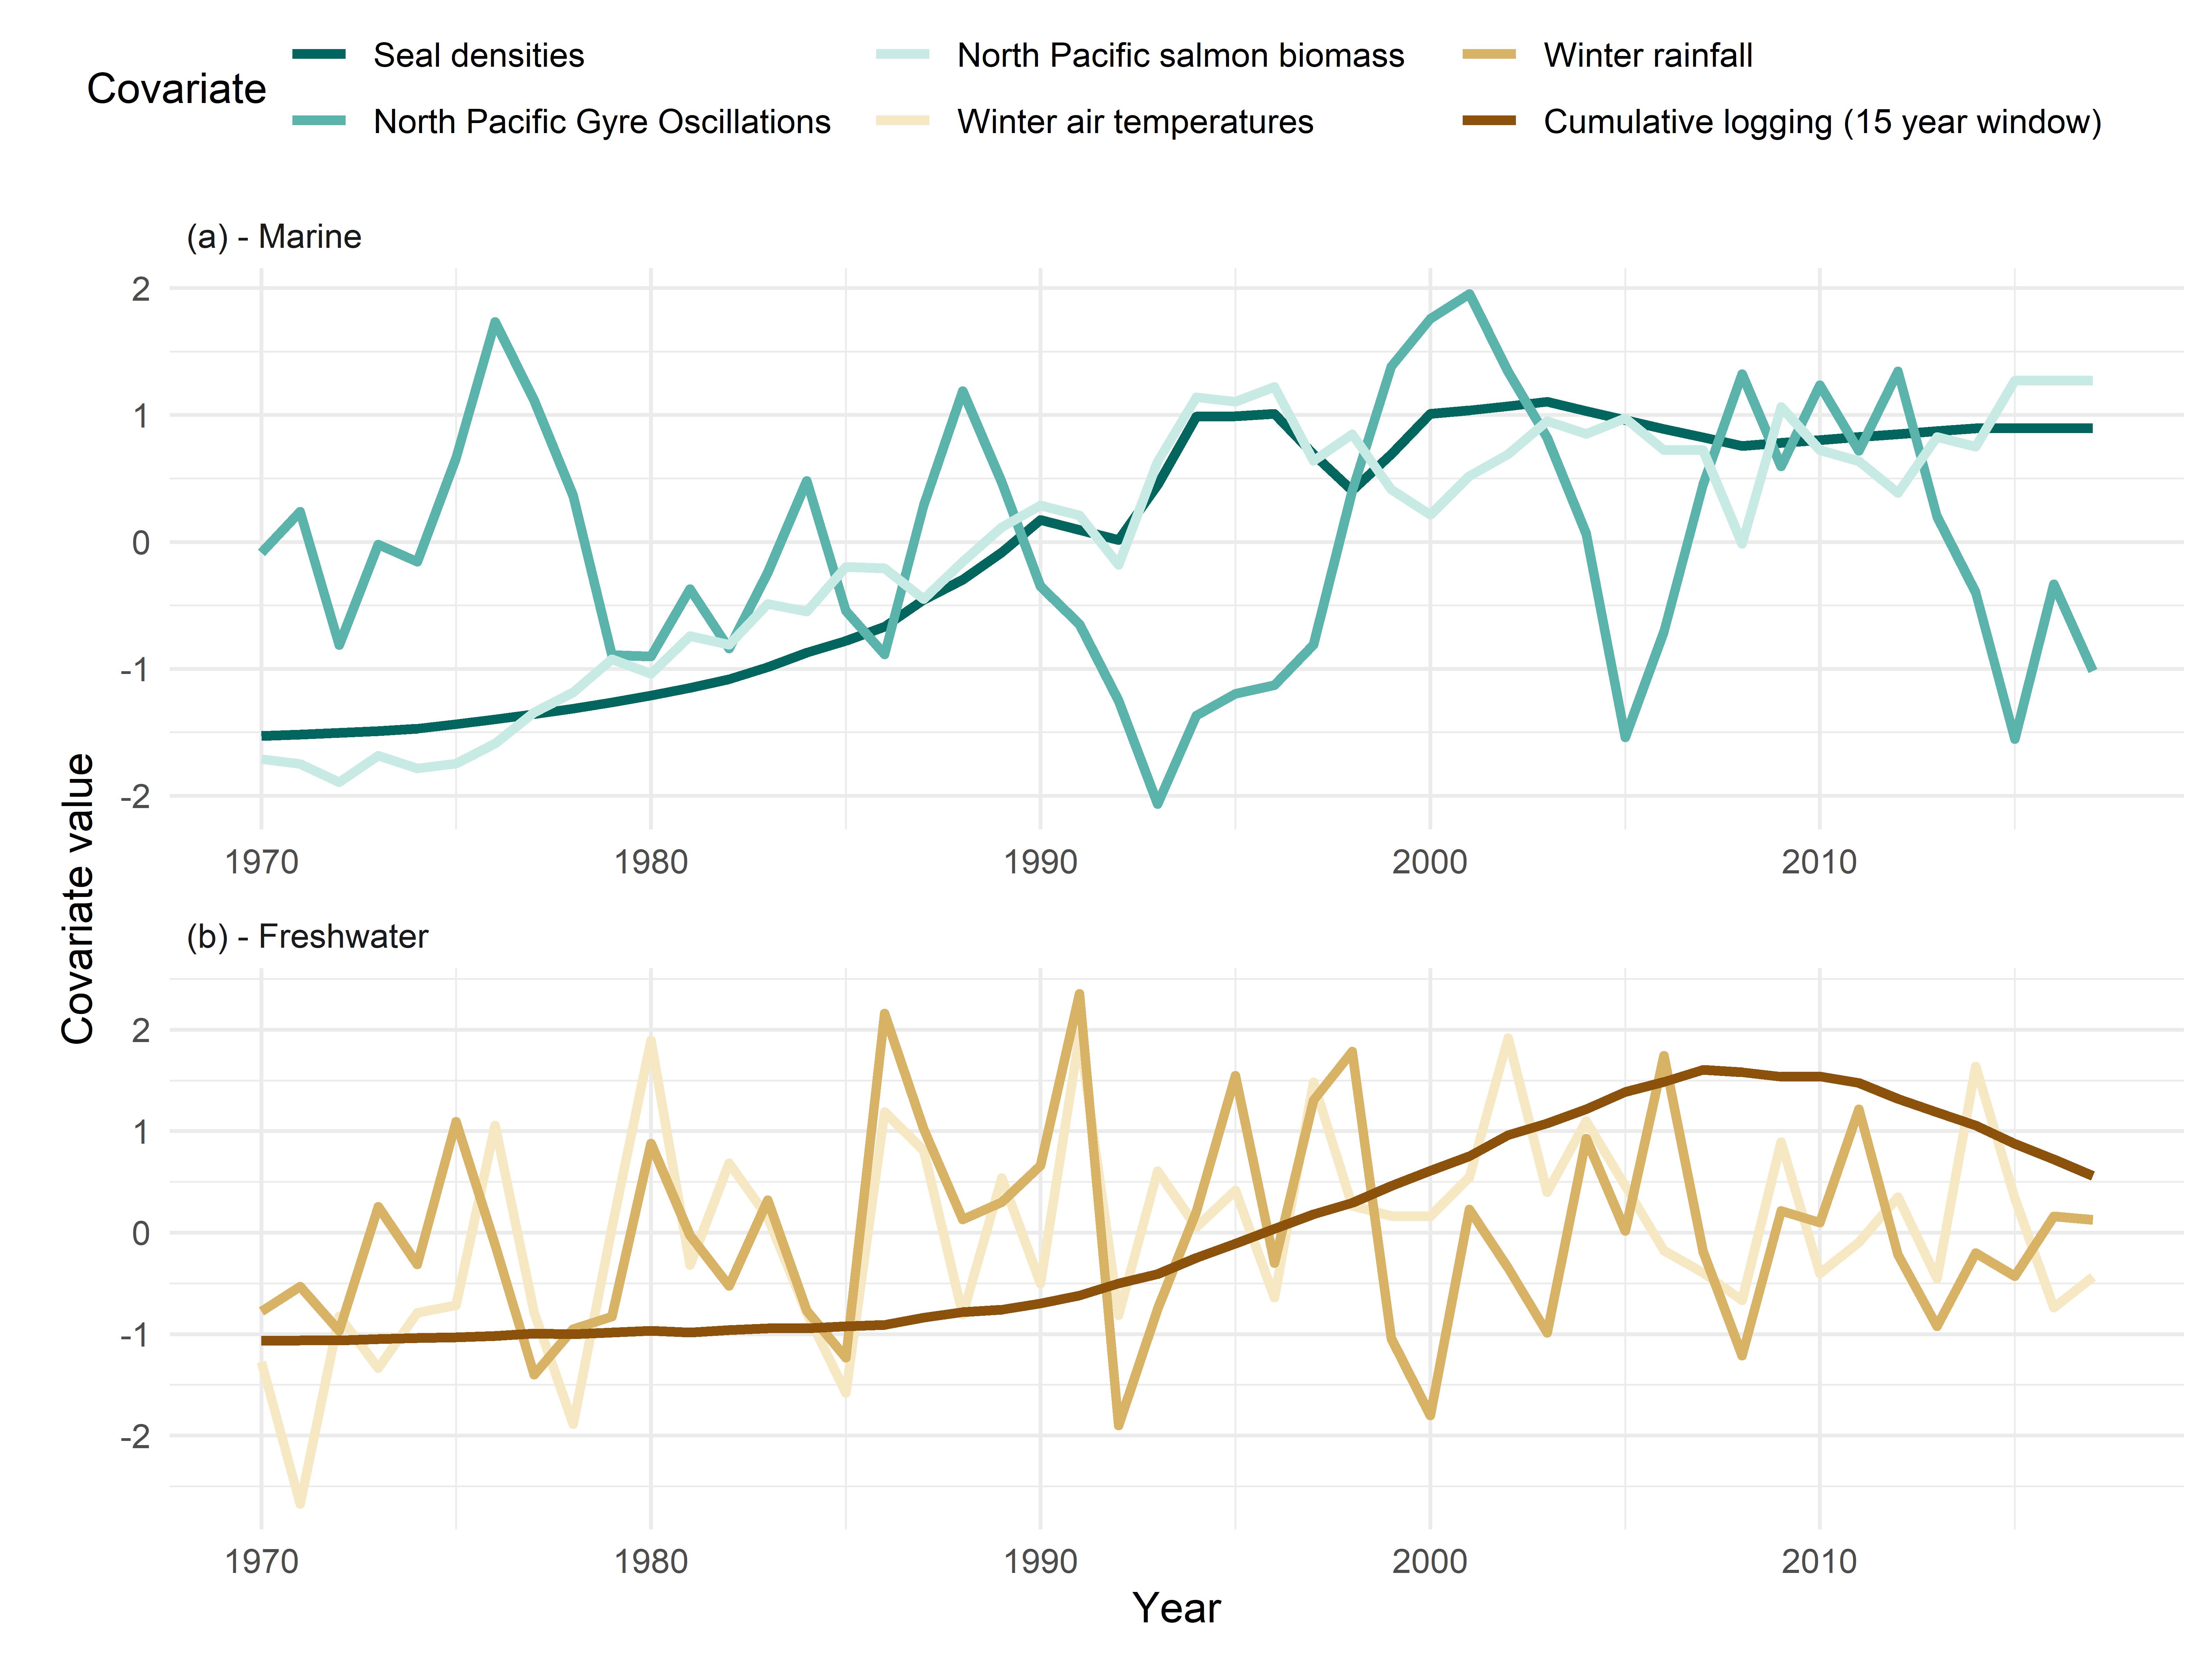 Covariate
Seal densities
North Pacific salmon biomass
Winter rainfall
North Pacific Gyre Oscillations
Winter air temperatures
Cumulative logging (15 year window)
(a) - Marine
2
1
0
-1
-2
1970 1980 1990 2000 2010
Covariate value
(b) - Freshwater
2
1
0
-1
-2
1970 1980 1990 2000 2010
Year